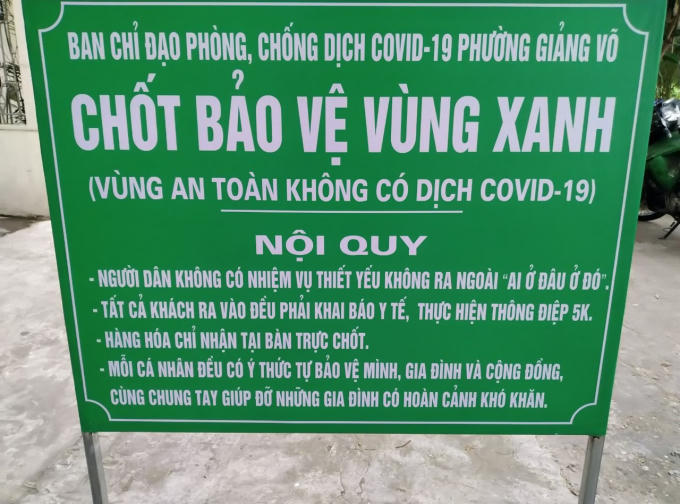 BAN CHỈ ĐẠO PHÒNG, CHỐNG DỊCH COVID-19 PHƯỜNG GIẢNG VÕ
CHỐT BẢO VỆ VÙNG XANH
(VÙNG AN TOÀN KHÔNG CÓ DỊCH COVID-19)
NỘI QUY
- NGƯỜI DÂN KHÔNG CÓ NHIỆM VỤ THIẾT YẾU KHÔNG RA NGOÀI "AI Ở ĐÂU Ở ĐÓ".
- TẤT CẢ KHÁCH RA VÀO ĐỀU PHẢI KHAI BÁO Y TẾ, THỰC HIỆN THÔNG ĐIỆP 5K.
- HÀNG HÓA CHỈ NHẬN TẠI BÀN TRỰC CHỐT.
- MỖI CÁ NHÂN ĐỀU CÓ Ý THỨC TỰ BẢO VỆ MÌNH, GIA ĐÌNH VÀ CỘNG ĐỒNG,
CÙNG CHUNG TAY GIÚP ĐỠ NHỮNG GIA ĐÌNH CÓ HOÀN CẢNH KHÓ KHĂN.